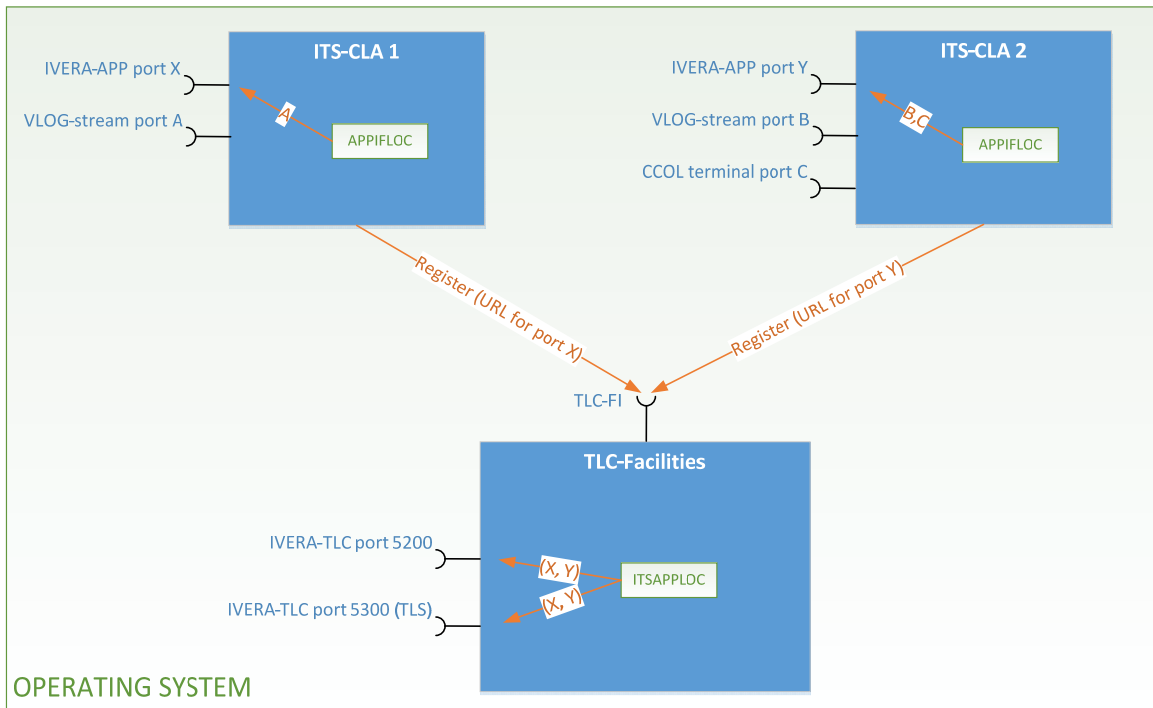 ITS-CLA 1
IVERA-APP port X
VLOG-stream port A
A
APPIFLOC
ITS-CLA 2
IVERA-APP port Y
VLOG-stream port B
CCOL terminal port C
B,C
APPIFLOC
Register (URL for port X)
Register (URL for port Y)
TLC-FI
TLC-Facilities
IVERA-TLC port 5200
(X, Y)
ITSAPPLOC
(X, Y)
IVERA-TLC port 5300 (TLS)
OPERATING SYSTEM